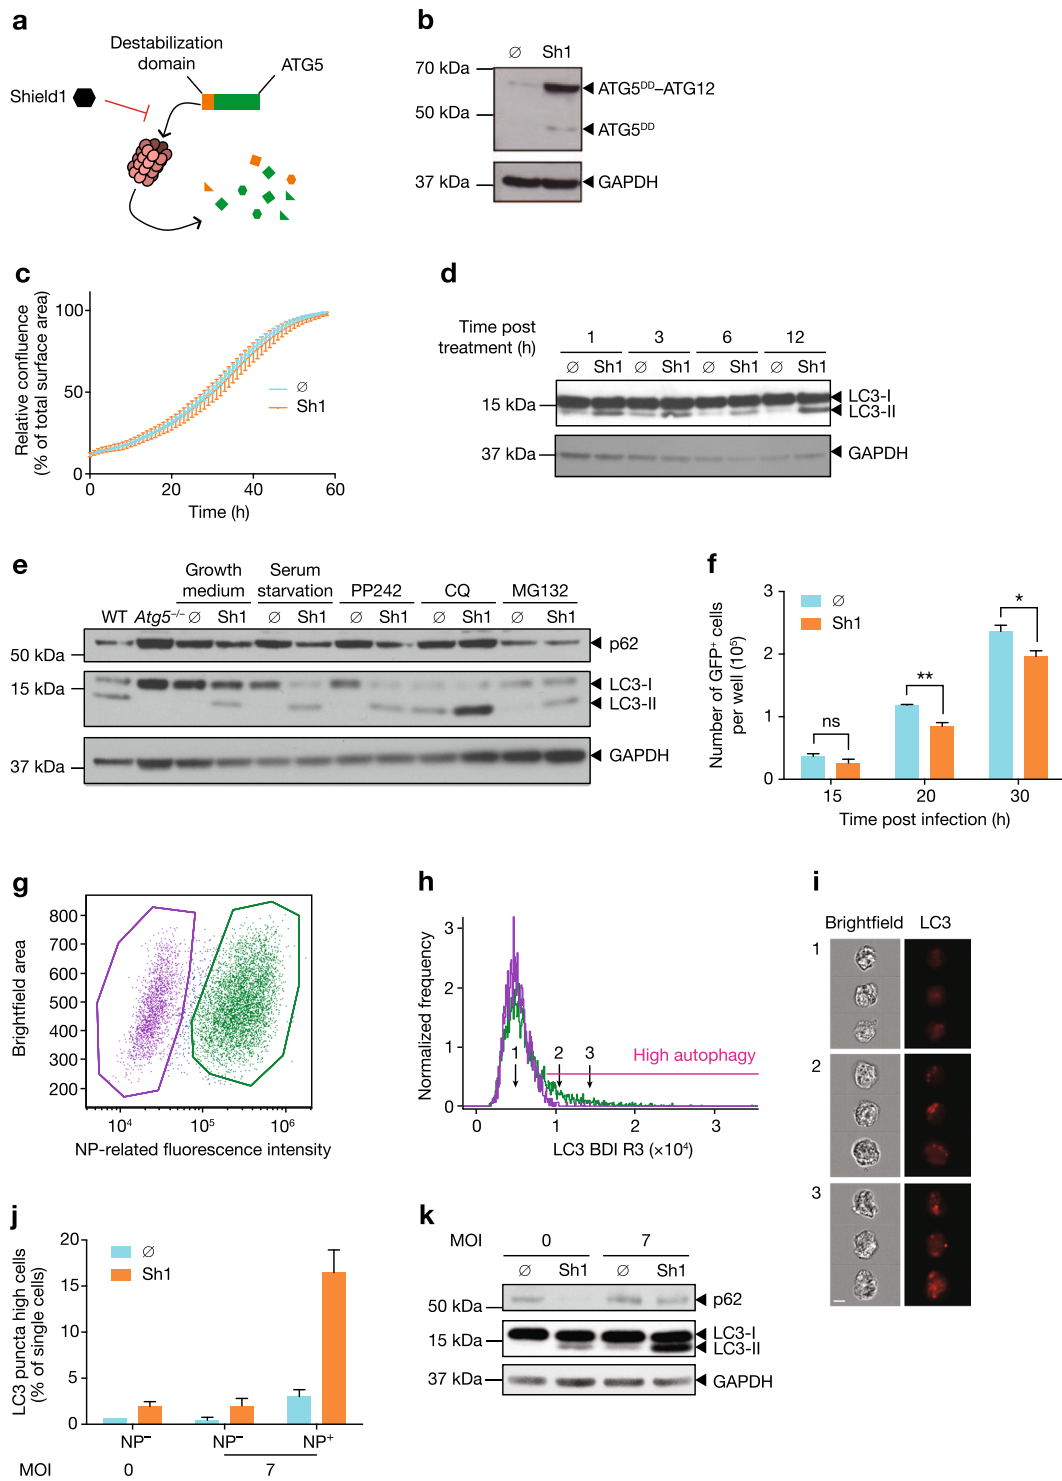 a
Destabilization
domain
ATG5
Shield1
b
∅ Sh1
70 kDa
ATG5DD–ATG12
50 kDa
ATG5DD
37 kDa
GAPDH
c
Relative confluence
(% of total surface area)
100
50
0
∅
Sh1
0 20 40 60
Time (h)
d
Time post
treatment (h)
1 3 6 12
∅ Sh1 ∅ Sh1 ∅ Sh1 ∅ Sh1
15 kDa
LC3-I
LC3-II
37 kDa
GAPDH
e
Growth
medium
Serum
starvation
PP242
CQ
MG132
WT Atg5–/– ∅ Sh1 ∅ Sh1 ∅ Sh1 ∅ Sh1 ∅ Sh1
50 kDa
p62
15 kDa
LC3-I
LC3-II
37 kDa
GAPDH
f
Number of GFP+ cells
per well (10⁵)
3
2
1
0
∅
Sh1
ns
**
*
15 20 30
Time post infection (h)
g
Brightfield area
800
700
600
500
400
300
200
10⁴ 10⁵ 10⁶
NP-related fluorescence intensity
h
Normalized frequency
3
2
1
0
1 2 3
High autophagy
0 1 2 3
LC3 BDI R3 (×10⁴)
i
Brightfield LC3
1
2
3
j
LC3 puncta high cells
(% of single cells)
20
15
10
5
0
∅
Sh1
NP– NP– NP+
MOI 0 7
k
MOI 0 7
∅ Sh1 ∅ Sh1
50 kDa
p62
15 kDa
LC3-I
LC3-II
37 kDa
GAPDH